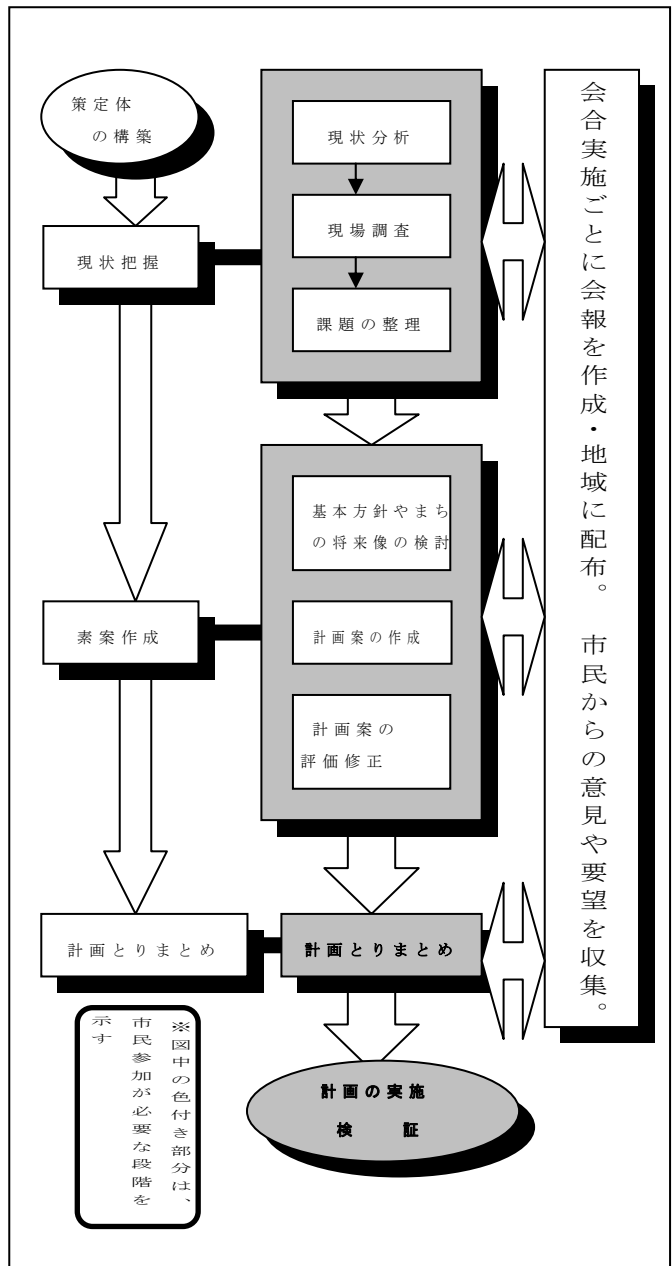 策定体
の構築
現状把握
現状分析
現場調査
課題の整理
素案作成
基本方針やまち
の将来像の検討
計画案の作成
計画案の
評価修正
計画とりまとめ
計画とりまとめ
計画の実施
検　証
会合実施ごとに会報を作成・地域に配布。　市民からの意見や要望を収集。
※図中の色付き部分は、
市民参加が必要な段階を
示す